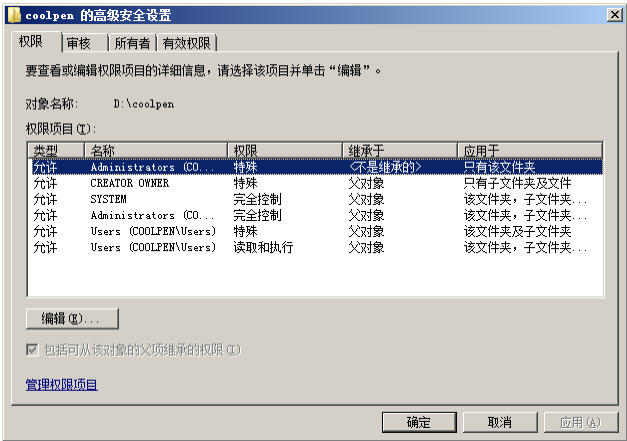 coolpen 的高级安全设置
权限 审核 所有者 有效权限
要查看或编辑权限项目的详细信息，请选择该项目并单击“编辑”。
对象名称: D:\coolpen
权限项目(T):
类型 名称 权限 继承于 应用于
允许 Administrators (CO... 特殊 <不是继承的> 只有该文件夹
允许 CREATOR OWNER 特殊 父对象 只有子文件夹及文件
允许 SYSTEM 完全控制 父对象 该文件夹，子文件夹...
允许 Administrators (CO... 完全控制 父对象 该文件夹，子文件夹...
允许 Users (COOLPEN\Users) 特殊 父对象 该文件夹及子文件夹
允许 Users (COOLPEN\Users) 读取和执行 父对象 该文件夹，子文件夹...
编辑(E)...
包括可从该对象的父项继承的权限(I)
管理权限项目
确定 取消 应用(A)